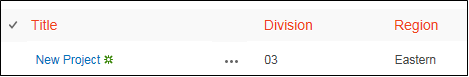 Title Division Region
New Project ... 03 Eastern